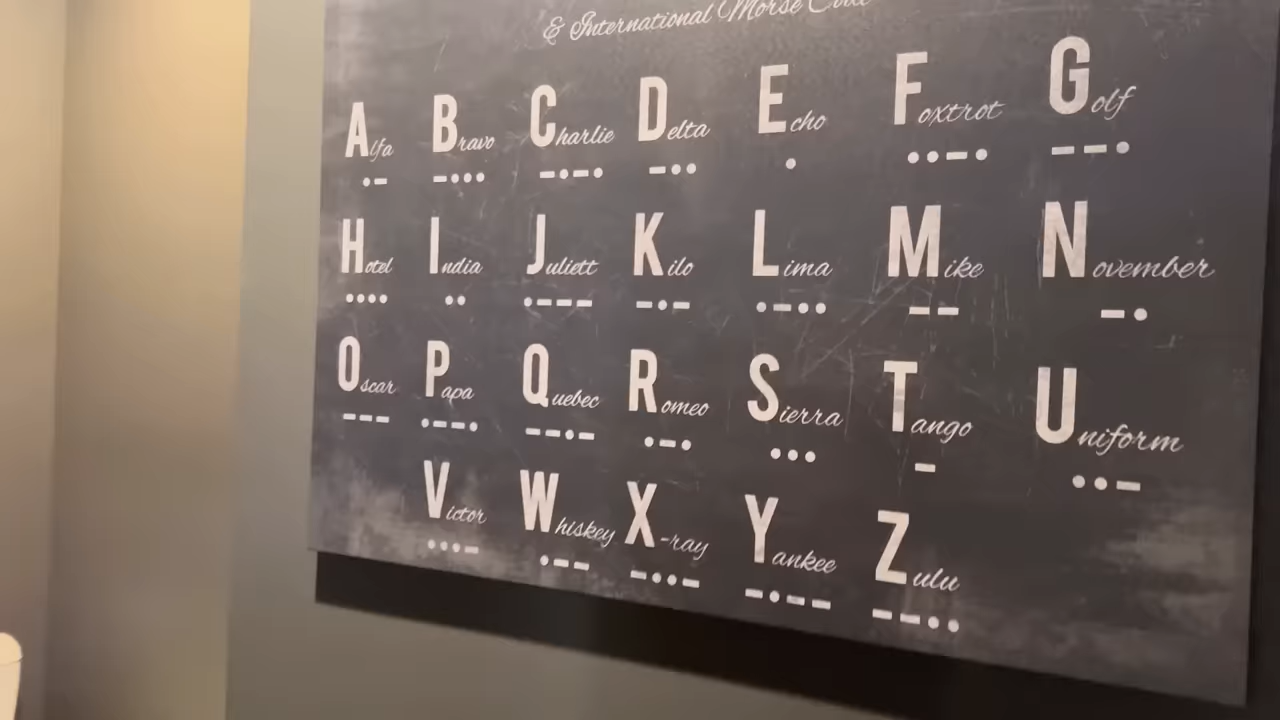 & International Morse Code
Alfa Bravo Charlie Delta Echo Foxtrot Golf
•– –••• –•–• –•• • ••–• ––•
Hotel India Juliett Kilo Lima Mike November
•••• •• •––– –•– •–•• –– –•
Oscar Papa Quebec Romeo Sierra Tango Uniform
––– •––• ––•– •–• ••• – ••–
Victor Whiskey X-ray Yankee Zulu
•••– •–– –••– –•–– ––••